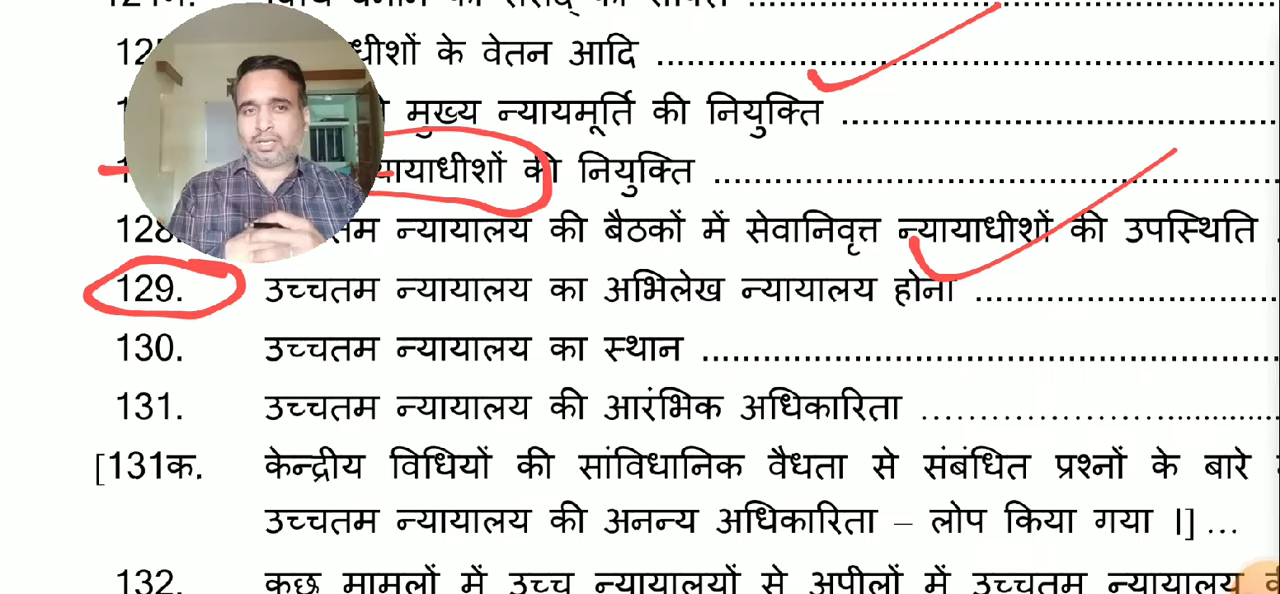 धीशों के वेतन आदि ........................................
मुख्य न्यायमूर्ति की नियुक्ति ........................................
न्यायाधीशों की नियुक्ति ........................................
128. न्यायालय की बैठकों में सेवानिवृत्त न्यायाधीशों की उपस्थिति
129. उच्चतम न्यायालय का अभिलेख न्यायालय होना ........................
130. उच्चतम न्यायालय का स्थान ........................................
131. उच्चतम न्यायालय की आरंभिक अधिकारिता ........................
[131क. केन्द्रीय विधियों की सांविधानिक वैधता से संबंधित प्रश्नों के बारे
उच्चतम न्यायालय की अनन्य अधिकारिता – लोप किया गया ।] ...
132. कुछ मामलों में उच्च न्यायालयों से अपीलों में उच्चतम न्यायालय